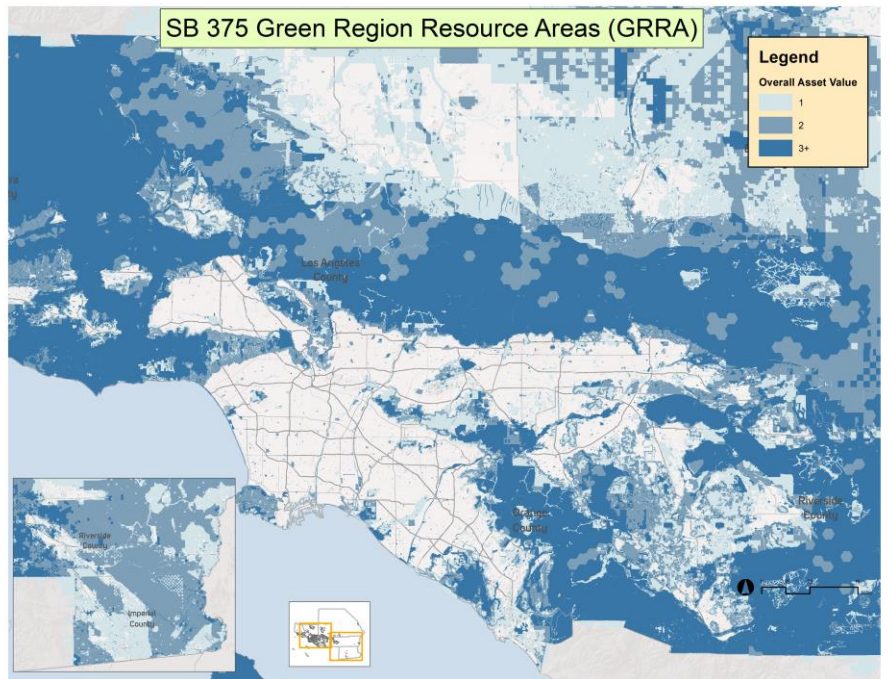 SB 375 Green Region Resource Areas (GRRA)
Legend
Overall Asset Value
1
2
3+
County
Los Angeles
County
Orange
County
Riverside
County
Riverside
County
Imperial
County